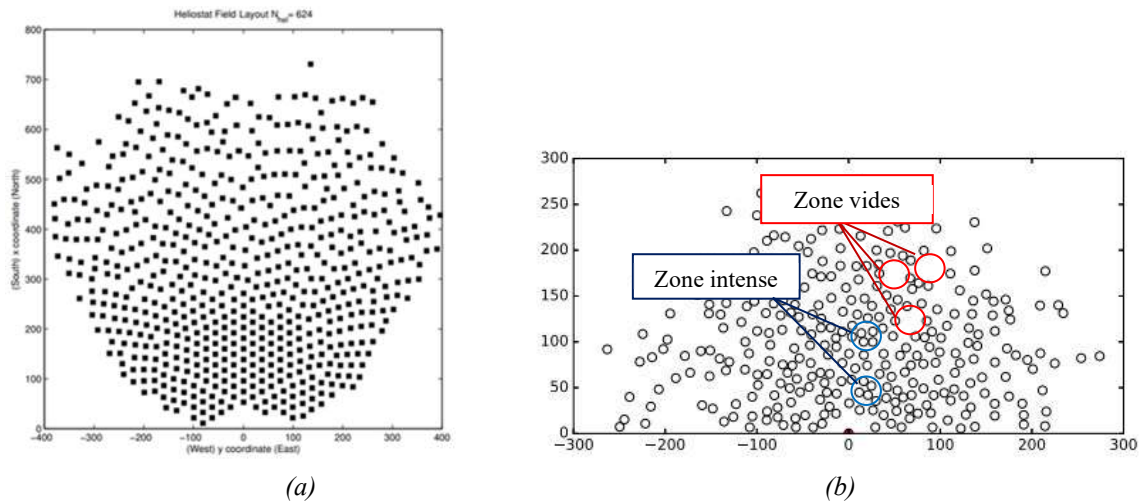 Heliostat Field Layout N_hel= 624
800
700
600
500
400
300
200
100
0
(South) x coordinate (North)
−400 −300 −200 −100 0 100 200 300 400
(West) y coordinate (East)
(a)
300
250
200
150
100
50
0
Zone vides
Zone intense
−300 −200 −100 0 100 200 300
(b)